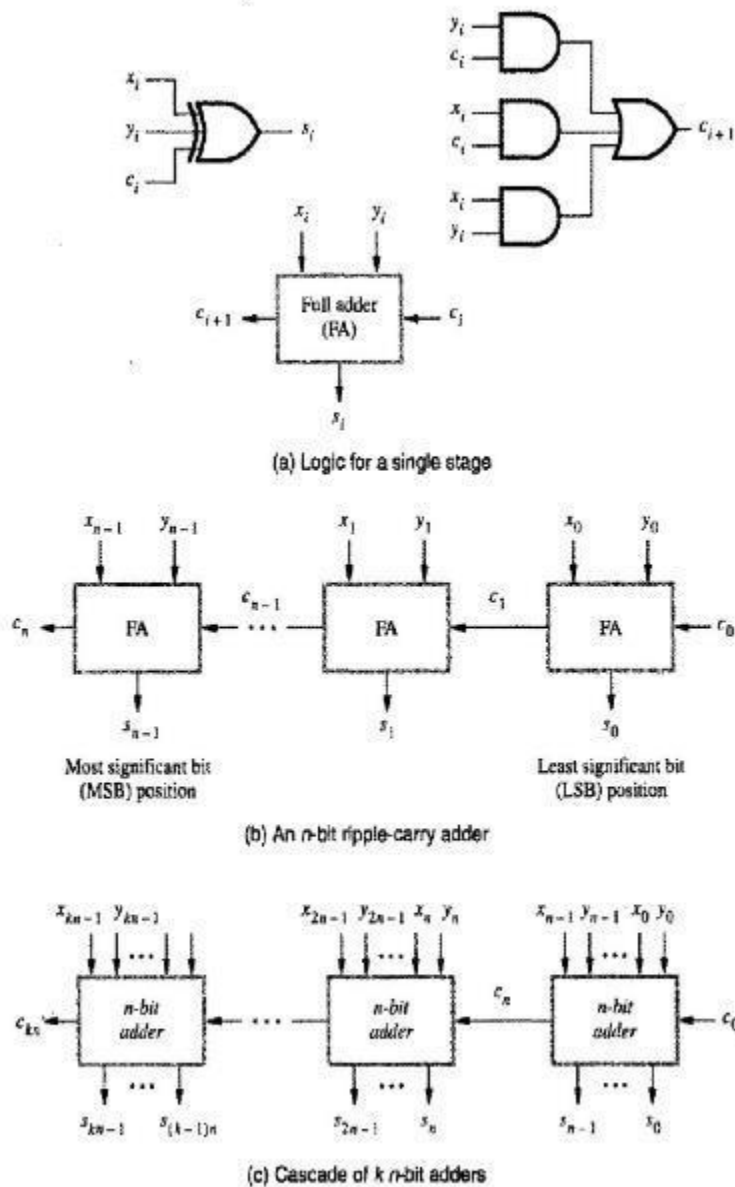 x_i
y_i
c_i
s_i
y_i
c_i
x_i
c_i
x_i
y_i
c_{i+1}
x_i y_i
c_{i+1} Full adder (FA) c_i
s_i
(a) Logic for a single stage
x_{n-1} y_{n-1} x_1 y_1 x_0 y_0
c_n FA c_{n-1} ... FA c_1 FA c_0
s_{n-1} s_1 s_0
Most significant bit Least significant bit
(MSB) position (LSB) position
(b) An n-bit ripple-carry adder
x_{kn-1} y_{kn-1} x_{2n-1} y_{2n-1} x_n y_n x_{n-1} y_{n-1} x_0 y_0
... ... ...
c_{kn} n-bit adder ... n-bit adder c_n n-bit adder c_0
... ... ...
s_{kn-1} s_{(k-1)n} s_{2n-1} s_n s_{n-1} s_0
(c) Cascade of k n-bit adders